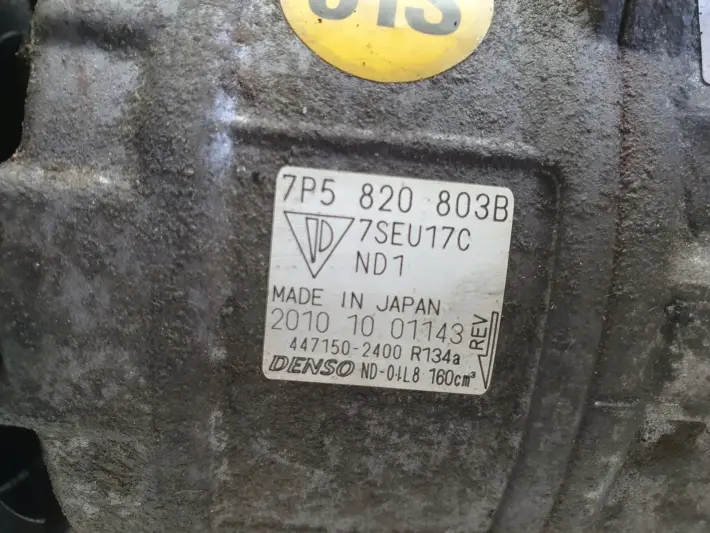 7P5 820 803B
7SEU17C
ND1
MADE IN JAPAN
2010 10 01143
REV
447150-2400 R134a
DENSO ND-OIL8 160cm³